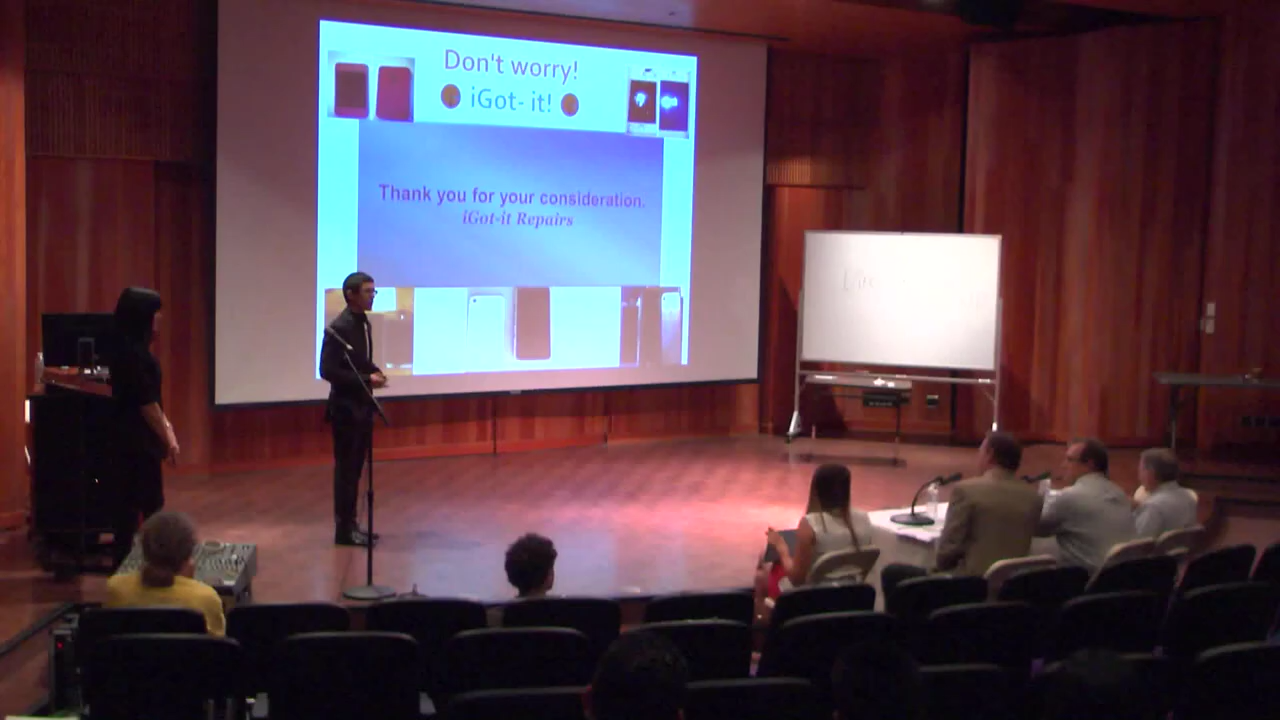 Don't worry!
iGot- it!
Thank you for your consideration.
iGot-it Repairs